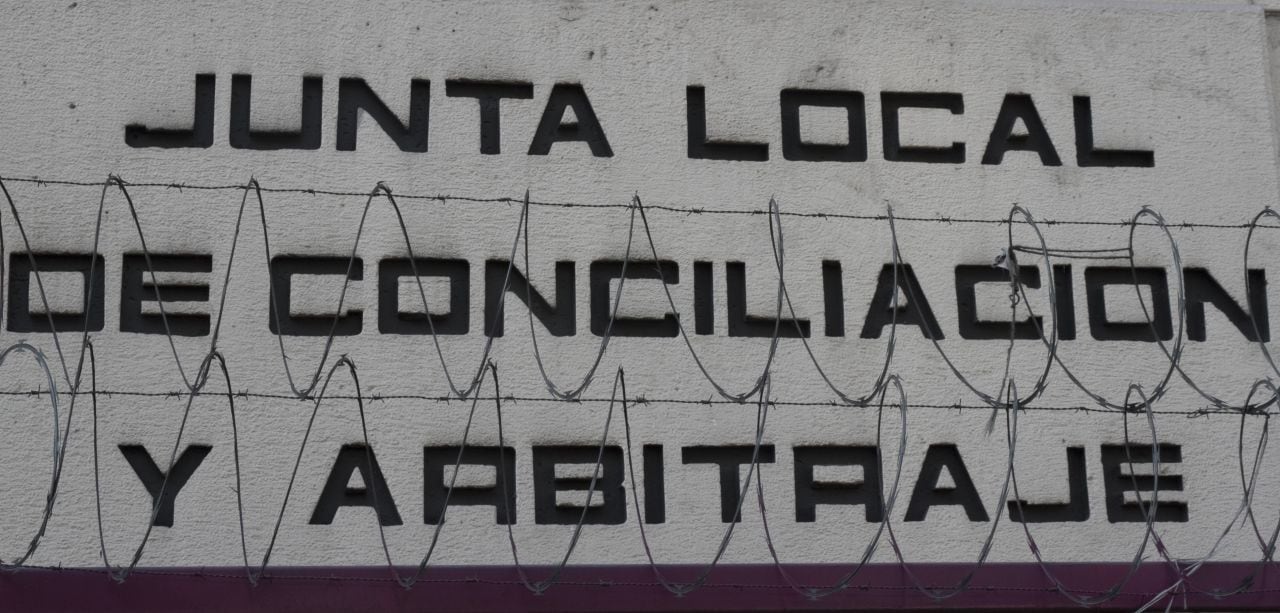 JUNTA LOCAL
DE CONCILIACION
Y ARBITRAJE